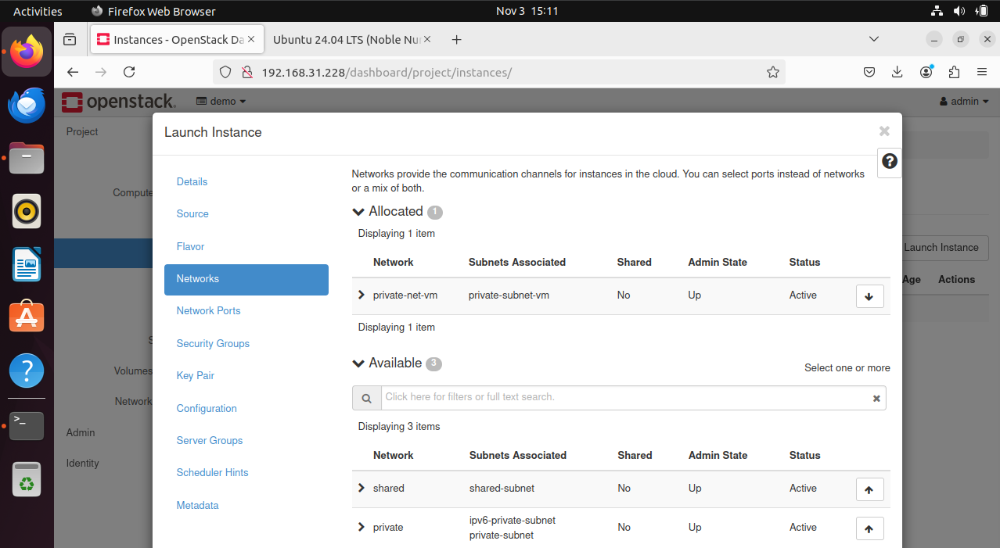 Activities Firefox Web Browser Nov 3 15:11
Instances - OpenStack Da Ubuntu 24.04 LTS (Noble Nu
192.168.31.228/dashboard/project/instances/
openstack. demo admin
Project
Compute
Volumes
Network
Admin
Identity
Launch Instance
Age Actions
Launch Instance
Details
Source
Flavor
Networks
Network Ports
Security Groups
Key Pair
Configuration
Server Groups
Scheduler Hints
Metadata
Networks provide the communication channels for instances in the cloud. You can select ports instead of networks
or a mix of both.
Allocated 1
Displaying 1 item
Network Subnets Associated Shared Admin State Status
private-net-vm private-subnet-vm No Up Active
Displaying 1 item
Available 3 Select one or more
Click here for filters or full text search.
Displaying 3 items
Network Subnets Associated Shared Admin State Status
shared shared-subnet No Up Active
private ipv6-private-subnet No Up Active
private-subnet